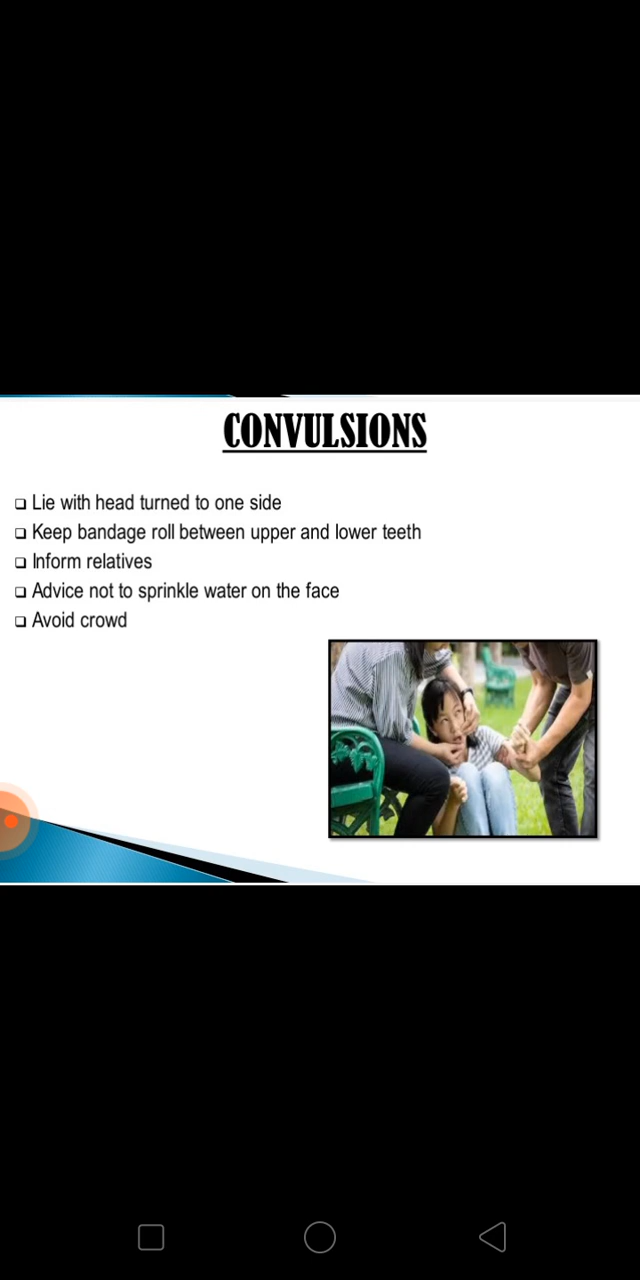 CONVULSIONS
Lie with head turned to one side
Keep bandage roll between upper and lower teeth
Inform relatives
Advice not to sprinkle water on the face
Avoid crowd